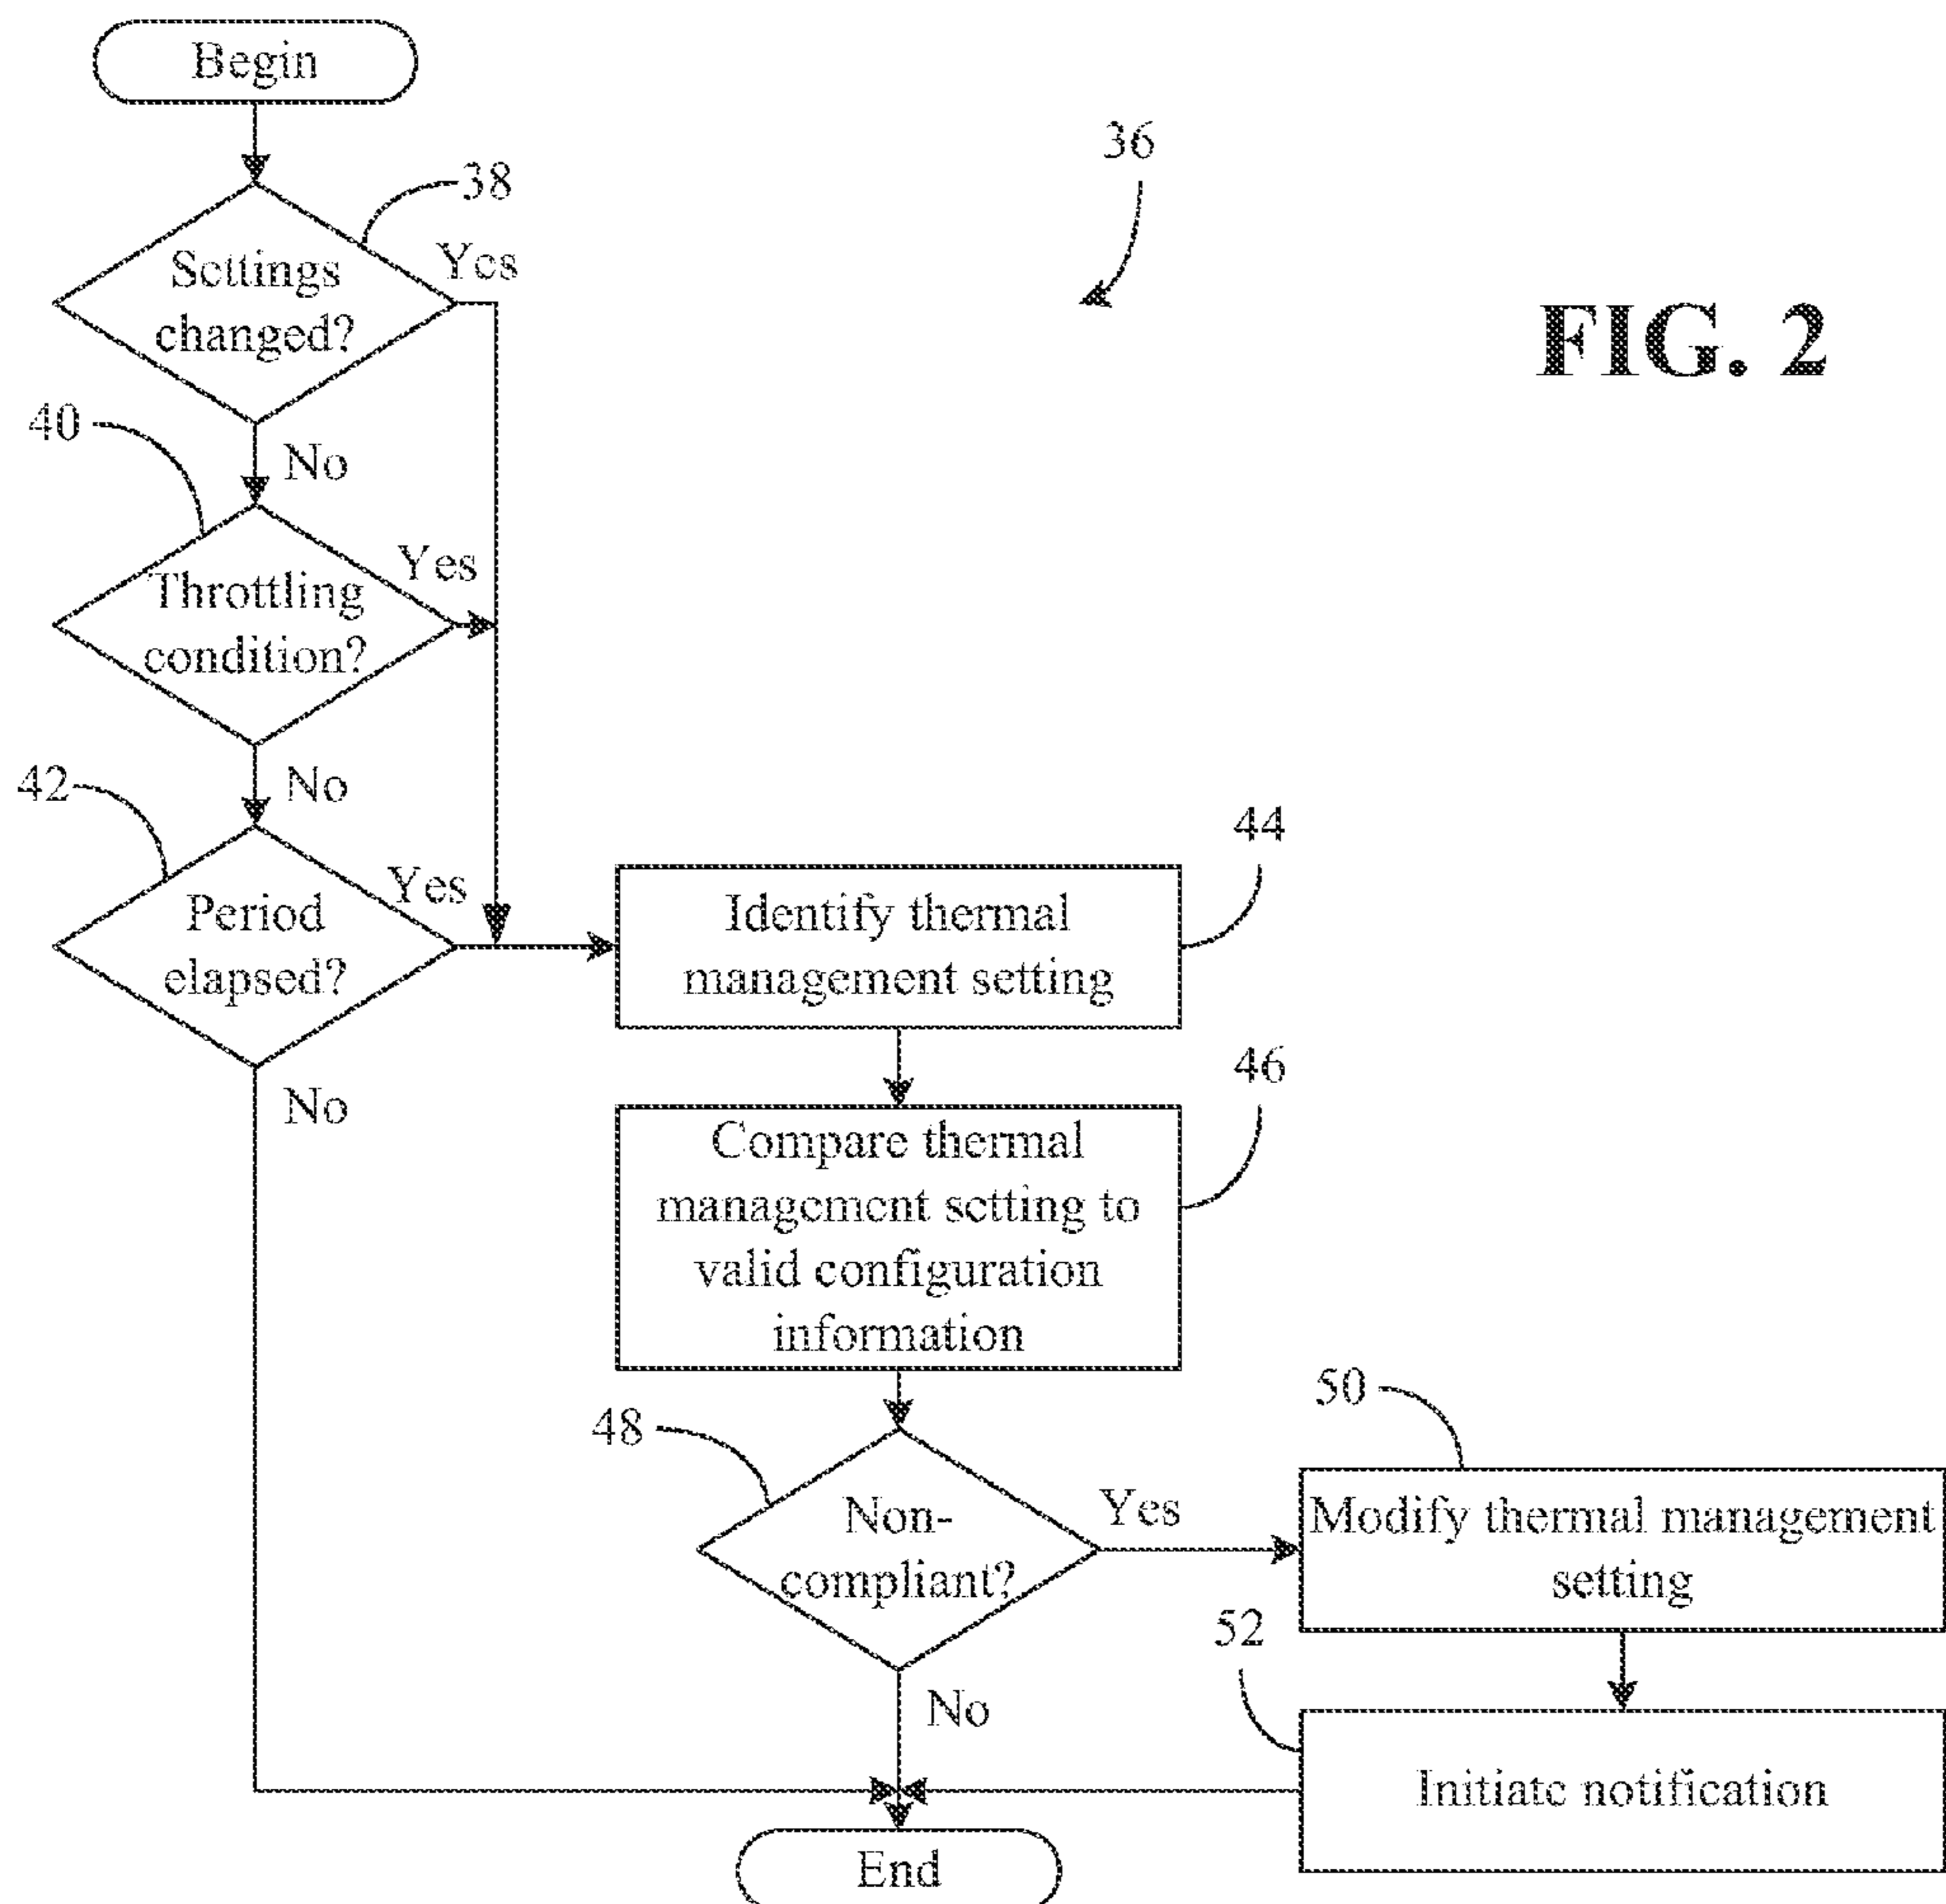 Begin
36
38
Settings
changed?
Yes
FIG. 2
40
No
Throttling
condition?
Yes
42
No
Period
elapsed?
Yes
44
Identify thermal
management setting
No
46
Compare thermal
management setting to
valid configuration
information
48
Non-
compliant?
Yes
50
Modify thermal management
setting
52
No
Initiate notification
End